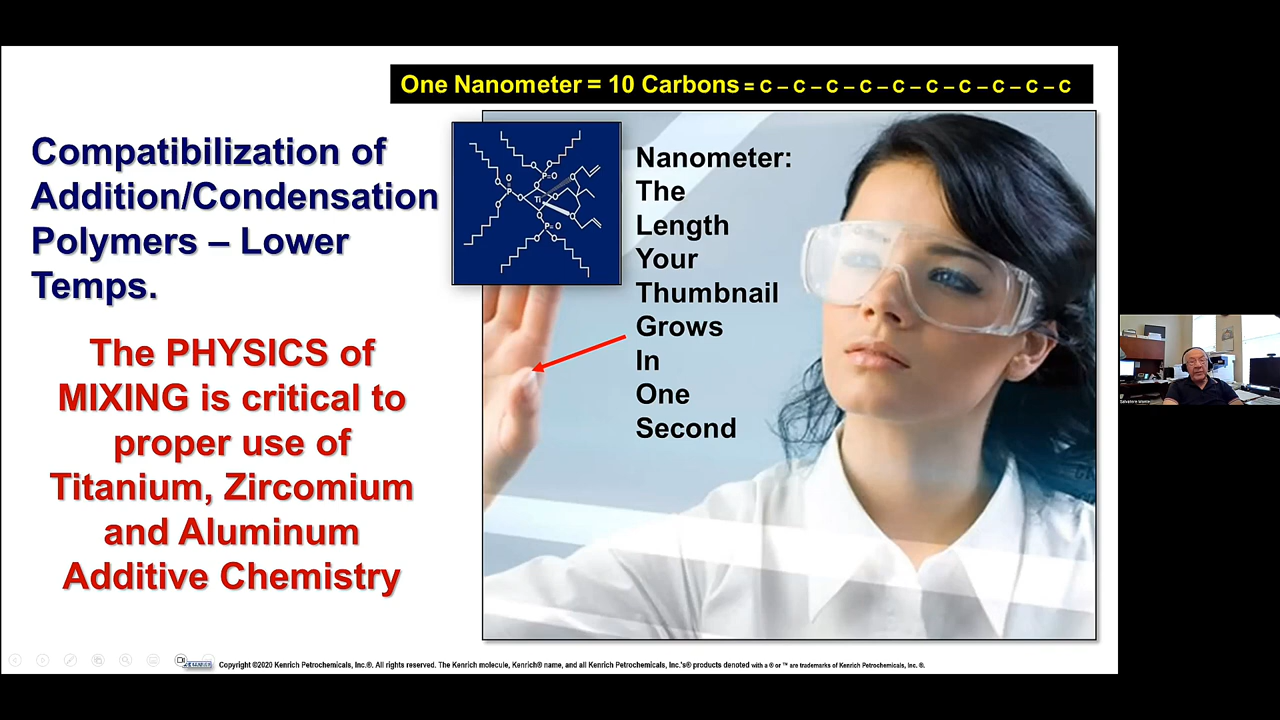 One Nanometer = 10 Carbons = C – C – C – C – C – C – C – C – C – C
Compatibilization of
Addition/Condensation
Polymers – Lower
Temps.
The PHYSICS of
MIXING is critical to
proper use of
Titanium, Zircomium
and Aluminum
Additive Chemistry
Nanometer:
The
Length
Your
Thumbnail
Grows
In
One
Second
Copyright ©2020 Kenrich Petrochemicals, Inc.®. All rights reserved. The Kenrich molecule, Kenrich® name, and all Kenrich Petrochemicals, Inc.'s® products denoted with a ® or ™ are trademarks of Kenrich Petrochemicals, Inc. ®.